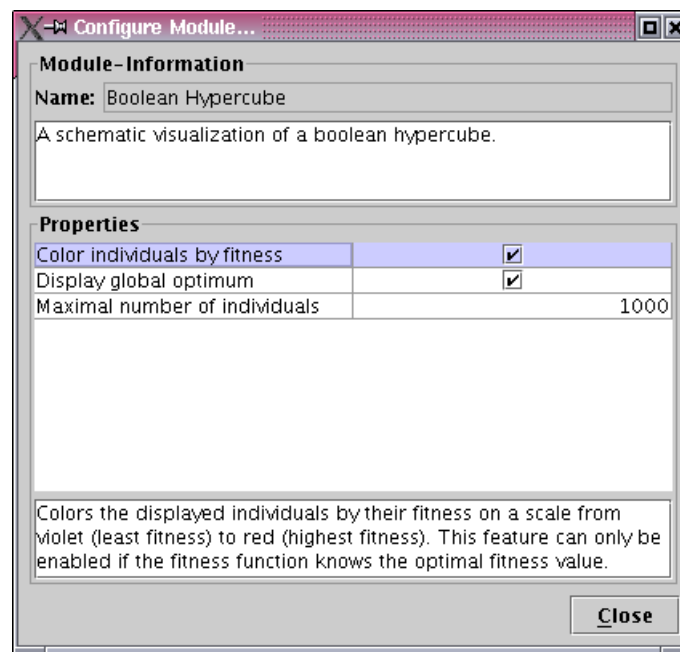 Configure Module...
Module-Information
Name: Boolean Hypercube
A schematic visualization of a boolean hypercube.
Properties
Color individuals by fitness
Display global optimum
Maximal number of individuals 1000
Colors the displayed individuals by their fitness on a scale from
violet (least fitness) to red (highest fitness). This feature can only be
enabled if the fitness function knows the optimal fitness value.
Close